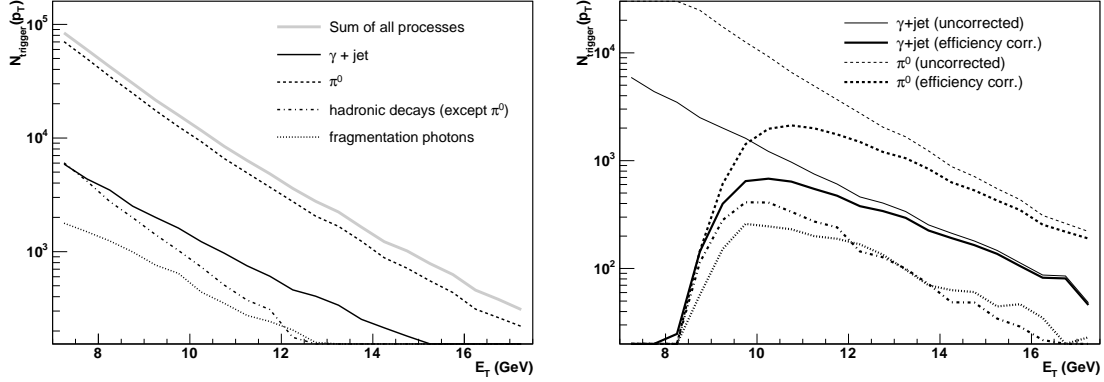 N_trigger(p_T)
10^5
10^4
10^3
Sum of all processes
γ + jet
π^0
hadronic decays (except π^0)
fragmentation photons
8 10 12 14 16
E_T (GeV)
N_trigger(p_T)
10^4
10^3
10^2
γ+jet (uncorrected)
γ+jet (efficiency corr.)
π^0 (uncorrected)
π^0 (efficiency corr.)
8 10 12 14 16
E_T (GeV)